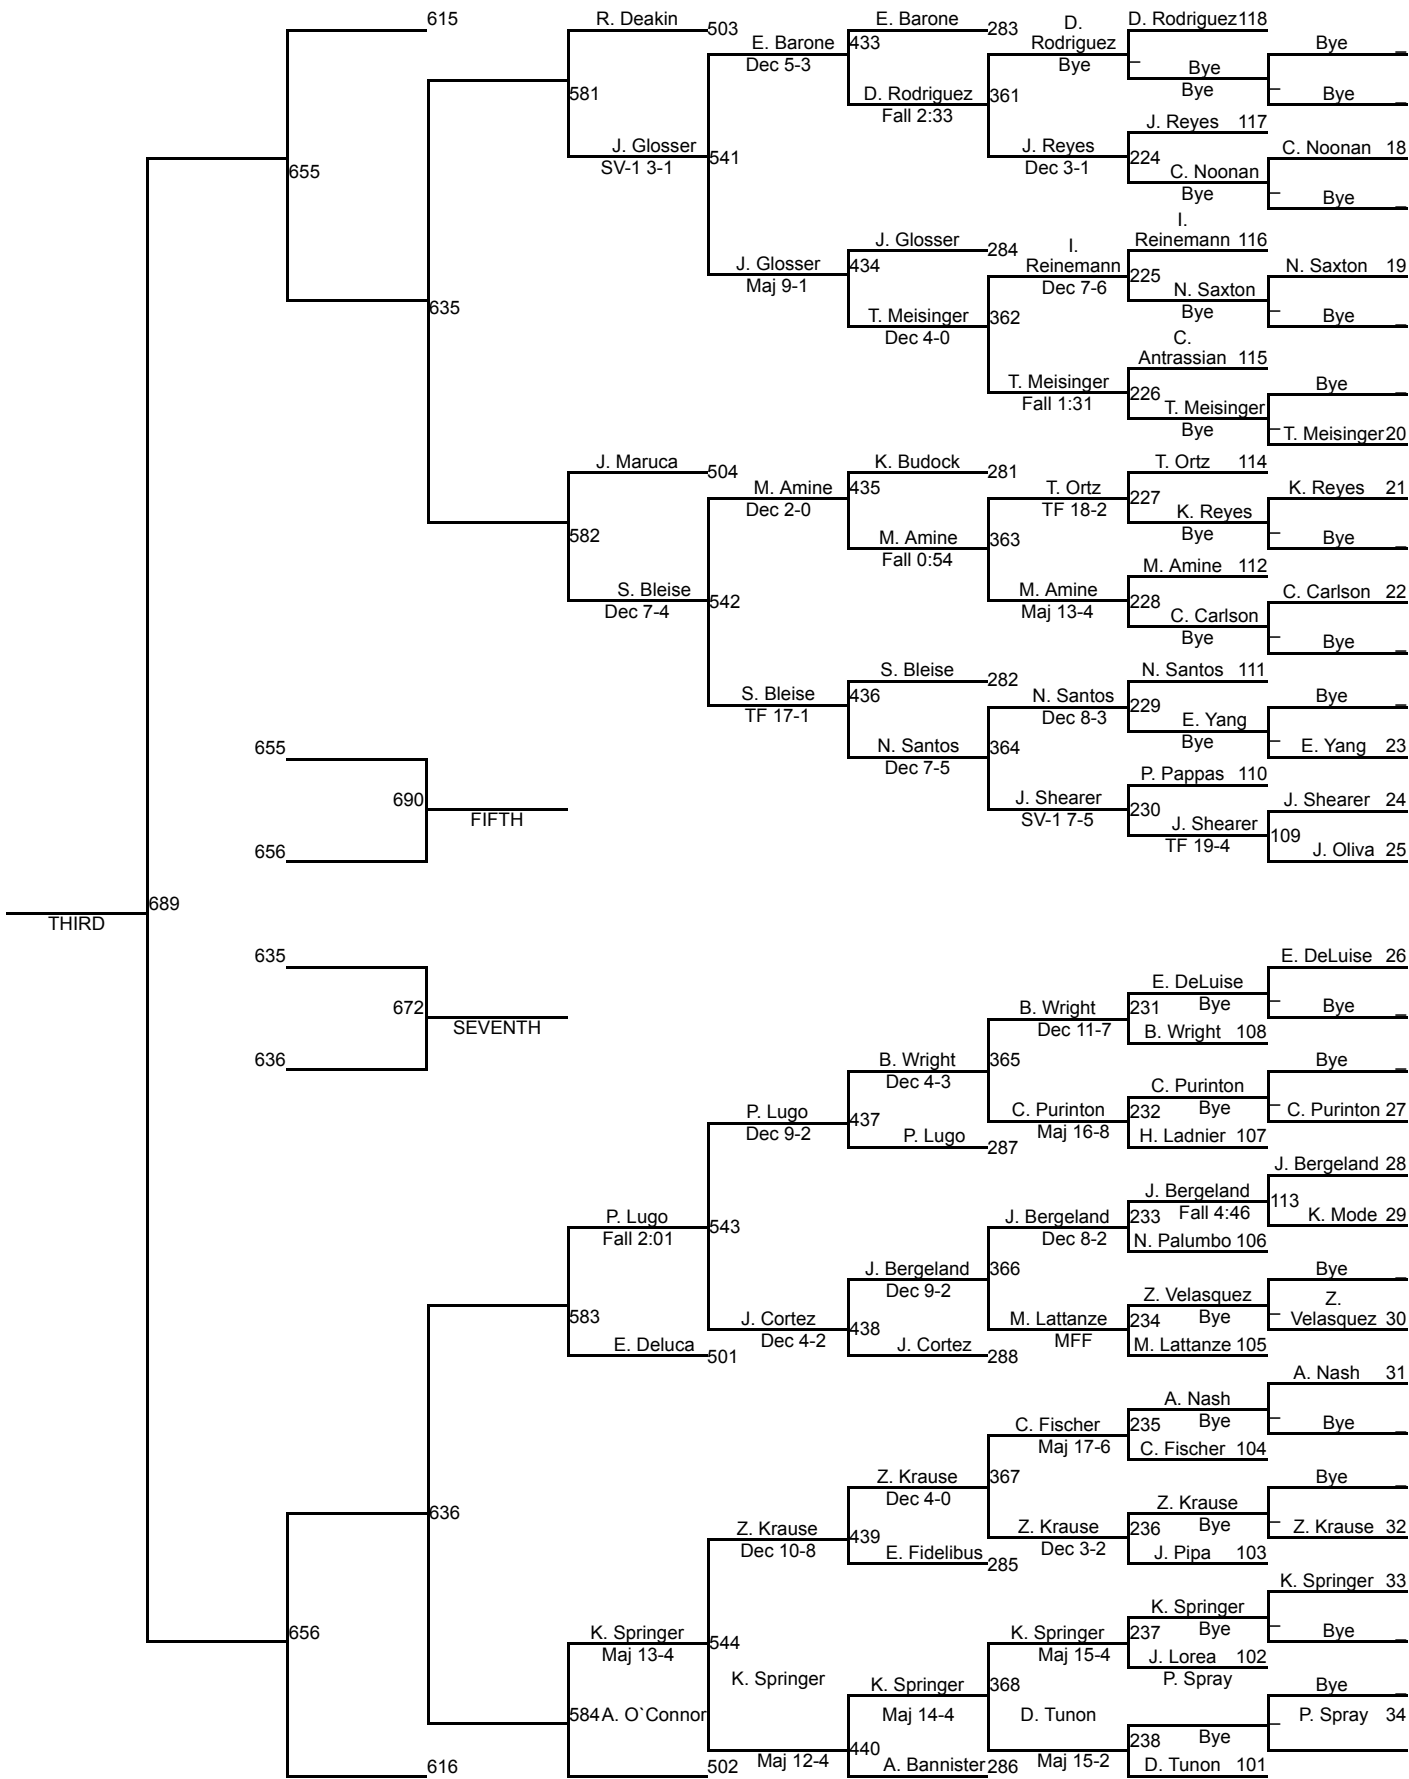 615
R. Deakin
503
E. Barone
283
D. Rodriguez 118
D.
Rodriguez
Bye
E. Barone
433
Dec 5-3
Bye _
_
Bye
Bye
_
Bye _
581
D. Rodriguez
361
Fall 2:33
J. Reyes 117
J. Glosser
541
SV-1 3-1
J. Reyes
224
Dec 3-1
C. Noonan 18
655
C. Noonan
Bye
_
Bye _
I.
Reinemann 116
J. Glosser
284
I.
Reinemann
225
Dec 7-6
J. Glosser
434
Maj 9-1
N. Saxton 19
N. Saxton
Bye
_
Bye _
635
T. Meisinger
362
Dec 4-0
C.
Antrassian 115
T. Meisinger
226
Fall 1:31
Bye _
T. Meisinger
Bye
_
T. Meisinger 20
J. Maruca
504
K. Budock
281
T. Ortz 114
M. Amine
435
Dec 2-0
T. Ortz
227
TF 18-2
K. Reyes 21
K. Reyes
Bye
_
Bye _
582
M. Amine
363
Fall 0:54
M. Amine 112
S. Bleise
542
Dec 7-4
M. Amine
228
Maj 13-4
C. Carlson 22
C. Carlson
Bye
_
Bye _
S. Bleise
282
N. Santos 111
S. Bleise
436
TF 17-1
N. Santos
229
Dec 8-3
Bye _
E. Yang
Bye
_
E. Yang 23
655
N. Santos
364
Dec 7-5
P. Pappas 110
690
FIFTH
J. Shearer
230
SV-1 7-5
J. Shearer 24
J. Shearer
109
TF 19-4
J. Oliva 25
656
689
THIRD
635
E. DeLuise 26
E. DeLuise
Bye
_
Bye _
672
SEVENTH
B. Wright
231
Dec 11-7
B. Wright 108
636
B. Wright
365
Dec 4-3
Bye _
C. Purinton
Bye
_
C. Purinton 27
P. Lugo
437
Dec 9-2
C. Purinton
232
Maj 16-8
H. Ladnier 107
P. Lugo
287
J. Bergeland 28
J. Bergeland
113
Fall 4:46
K. Mode 29
P. Lugo
543
Fall 2:01
J. Bergeland
233
Dec 8-2
N. Palumbo 106
J. Bergeland
366
Dec 9-2
Bye _
Z. Velasquez
Bye
_
Z.
Velasquez 30
583
J. Cortez
438
Dec 4-2
M. Lattanze
234
MFF
M. Lattanze 105
E. Deluca
501
J. Cortez
288
A. Nash 31
A. Nash
Bye
_
Bye _
C. Fischer
235
Maj 17-6
C. Fischer 104
Z. Krause
367
Dec 4-0
Bye _
636
Z. Krause
Bye
_
Z. Krause 32
Z. Krause
439
Dec 10-8
Z. Krause
236
Dec 3-2
J. Pipa 103
E. Fidelibus
285
K. Springer 33
K. Springer
Bye
_
Bye _
656
K. Springer
544
Maj 13-4
K. Springer
237
Maj 15-4
J. Lorea 102
K. Springer
K. Springer
368
P. Spray
Bye _
584
A. O`Connor
Maj 14-4
D. Tunon
_
P. Spray 34
238
Bye
Maj 12-4
440
Maj 15-2
616
502
A. Bannister
286
D. Tunon 101